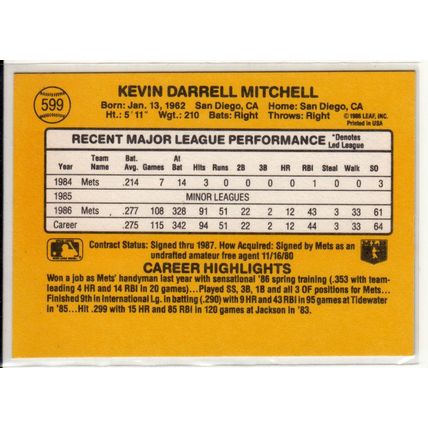 599
KEVIN DARRELL MITCHELL
Born: Jan. 13, 1962 San Diego, CA Home: San Diego, CA
Ht.: 5' 11" Wgt.: 210 Bats: Right Throws: Right
© 1986 LEAF, INC.
Printed in USA
RECENT MAJOR LEAGUE PERFORMANCE *Denotes Led League
Year Team Name Bat. Avg. Games At Bat Hits Runs 2B 3B HR RBI Steal Walk SO
1984 Mets .214 7 14 3 0 0 0 0 1 0 0 3
1985 MINOR LEAGUES
1986 Mets .277 108 328 91 51 22 2 12 43 3 33 61
Career .275 115 342 94 51 22 2 12 44 3 33 64
Contract Status: Signed thru 1987. How Acquired: Signed by Mets as an
undrafted amateur free agent 11/16/80
CAREER HIGHLIGHTS
Won a job as Mets' handyman last year with sensational '86 spring training (.353 with team-
leading 4 HR and 14 RBI in 20 games)...Played SS, 3B, 1B and all 3 OF positions for Mets...
Finished 9th in International Lg. in batting (.290) with 9 HR and 43 RBI in 95 games at Tidewater
in '85...Hit .299 with 15 HR and 85 RBI in 120 games at Jackson in '83.